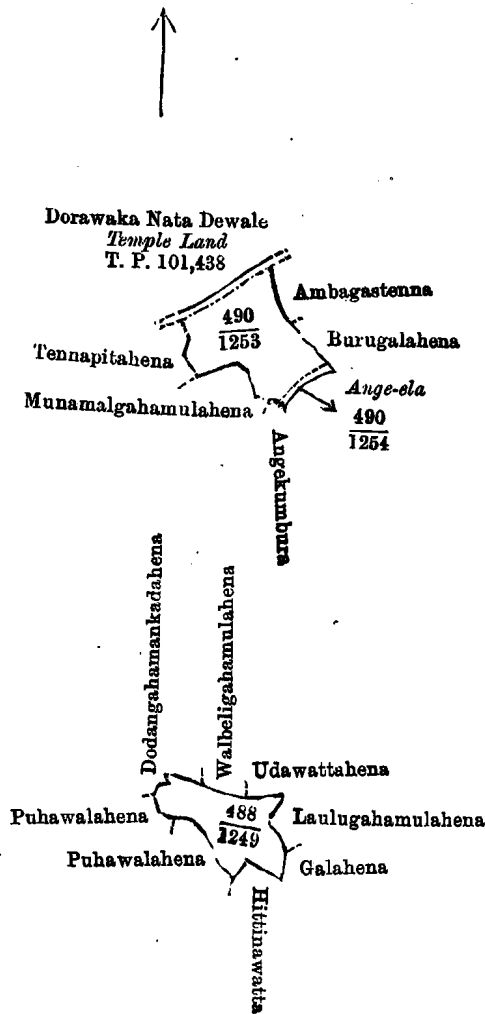 Dorawaka Nata Dewale
Temple Land
T. P. 101,438
Ambagastenna
490
1253
Burugalahena
Tennapitahena
Ange-ela
Munamalgahamulahena
490
1254
Angekumbura
Dodangahamankadahena
Walbeligahamulahena
Udawattahena
Puhawalahena
488
1249
Laulugahamulahena
Puhawalahena
Galahena
Hittinawatta